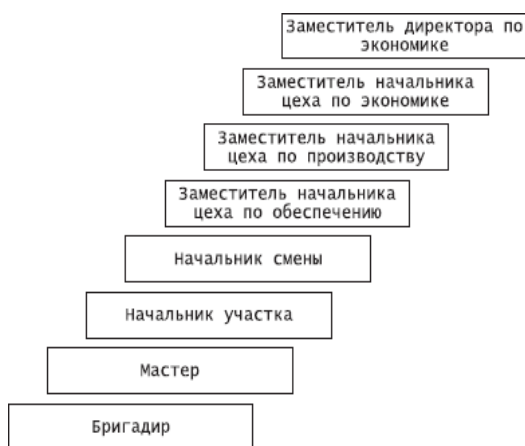 Заместитель директора по
экономике
Заместитель начальника
цеха по экономике
Заместитель начальника
цеха по производству
Заместитель начальника
цеха по обеспечению
Начальник смены
Начальник участка
Мастер
Бригадир